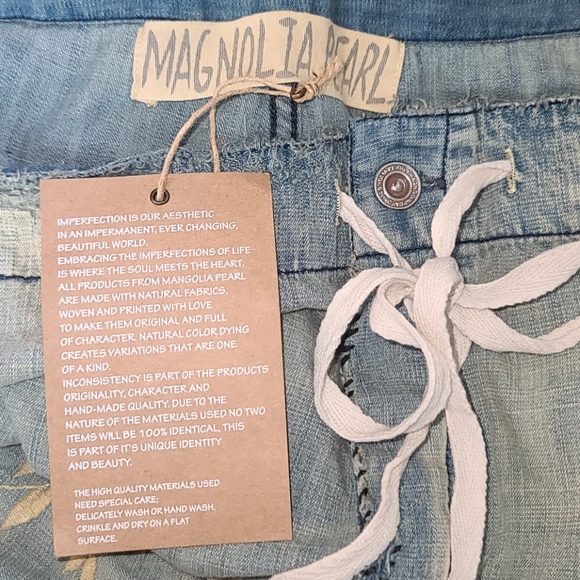 MAGNOLIA PEARL
IMPERFECTION IS OUR AESTHETIC
IN AN IMPERMANENT, EVER CHANGING,
BEAUTIFUL WORLD.
EMBRACING THE IMPERFECTIONS OF LIFE
IS WHERE THE SOUL MEETS THE HEART.
ALL PRODUCTS FROM MANGOLIA PEARL
ARE MADE WITH NATURAL FABRICS,
WOVEN AND PRINTED WITH LOVE
TO MAKE THEM ORIGINAL AND FULL
OF CHARACTER. NATURAL COLOR DYING
CREATES VARIATIONS THAT ARE ONE
OF A KIND.
INCONSISTENCY IS PART OF THE PRODUCTS
ORIGINALITY, CHARACTER AND
HAND-MADE QUALITY. DUE TO THE
NATURE OF THE MATERIALS USED NO TWO
ITEMS WILL BE 100% IDENTICAL, THIS
IS PART OF IT'S UNIQUE IDENTITY
AND BEAUTY.
THE HIGH QUALITY MATERIALS USED
NEED SPECIAL CARE;
DELICATELY WASH OR HAND WASH,
CRINKLE AND DRY ON A FLAT
SURFACE.